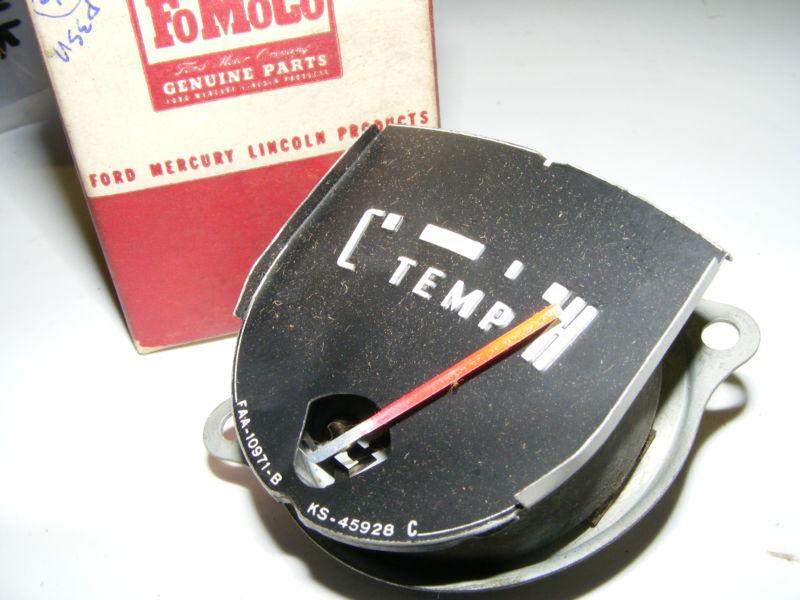 FoMoCo
Ford Motor Company
GENUINE PARTS
FORD MERCURY LINCOLN PRODUCTS
FORD MERCURY LINCOLN PRODUCTS
C H
TEMP
FAA-10971-B
KS-45928 C